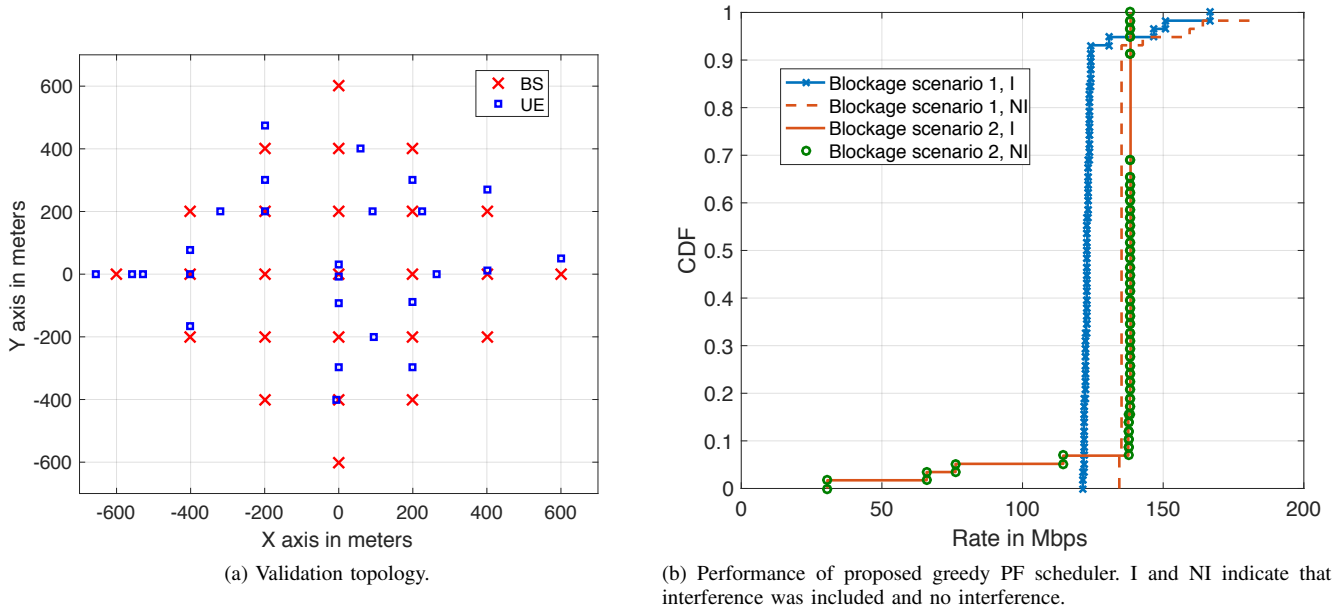 600
400
200
0
-200
-400
-600
Y axis in meters
-600
-400
-200
0
200
400
600
X axis in meters
BS
UE
(a) Validation topology.
1
0.9
0.8
0.7
0.6
0.5
0.4
0.3
0.2
0.1
0
CDF
0
50
100
150
200
Rate in Mbps
Blockage scenario 1, I
Blockage scenario 1, NI
Blockage scenario 2, I
Blockage scenario 2, NI
(b) Performance of proposed greedy PF scheduler. I and NI indicate that
interference was included and no interference.